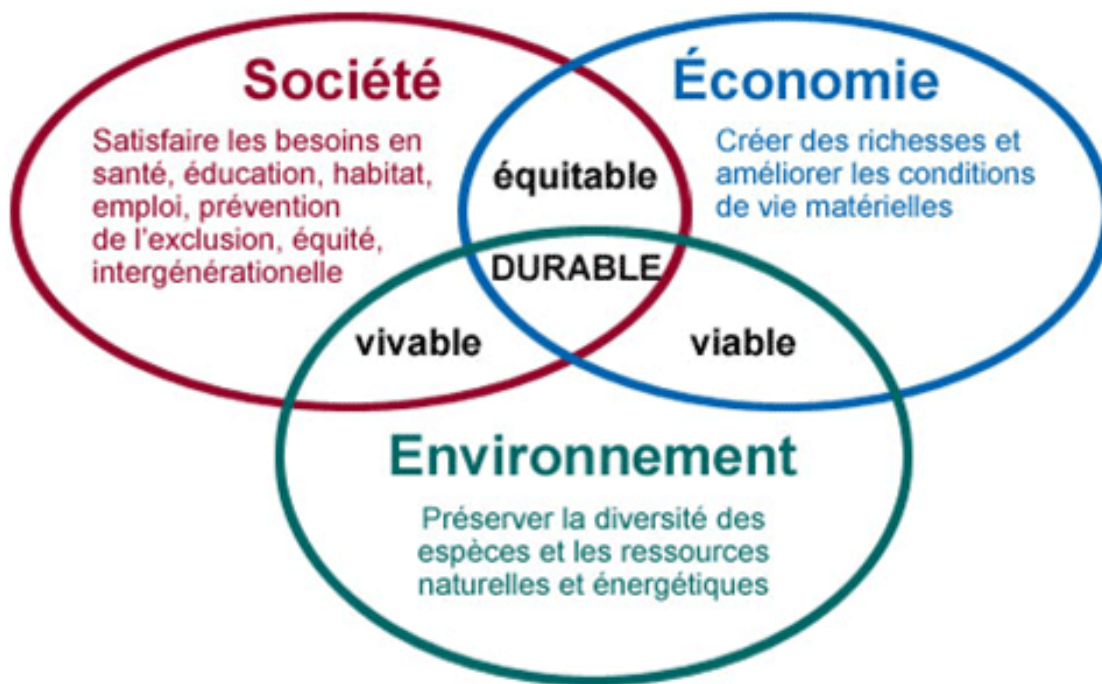 Société
Satisfaire les besoins en
santé, éducation, habitat,
emploi, prévention
de l'exclusion, équité,
intergénérationelle
Économie
Créer des richesses et
améliorer les conditions
de vie matérielles
équitable
DURABLE
vivable
viable
Environnement
Préserver la diversité des
espèces et les ressources
naturelles et énergétiques